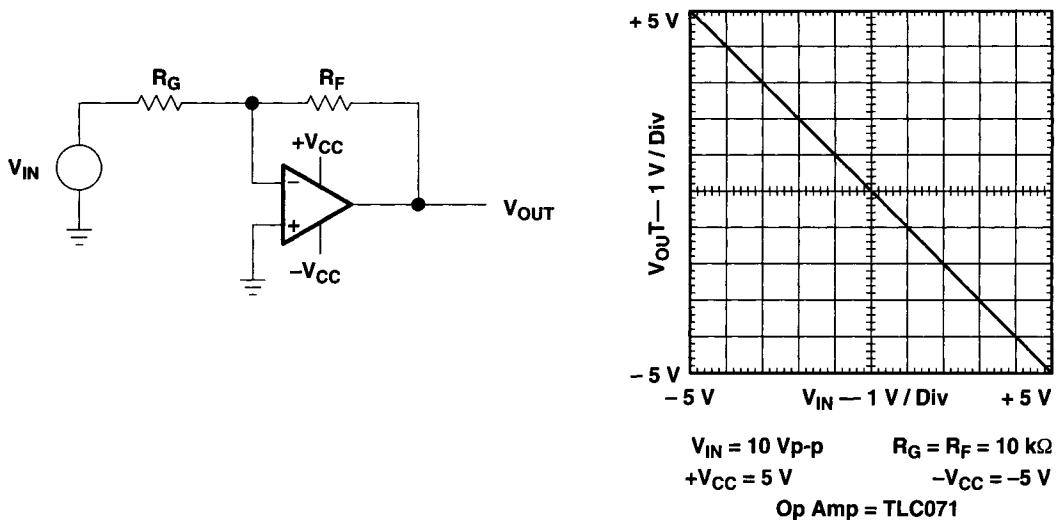 R_G
R_F
+V_CC
V_IN
−
+
V_OUT
−V_CC
+5 V
V_OUT — 1 V / Div
− 5 V
− 5 V
V_IN — 1 V / Div
+ 5 V
V_IN = 10 Vp-p
R_G = R_F = 10 kΩ
+V_CC = 5 V
−V_CC = −5 V
Op Amp = TLC071